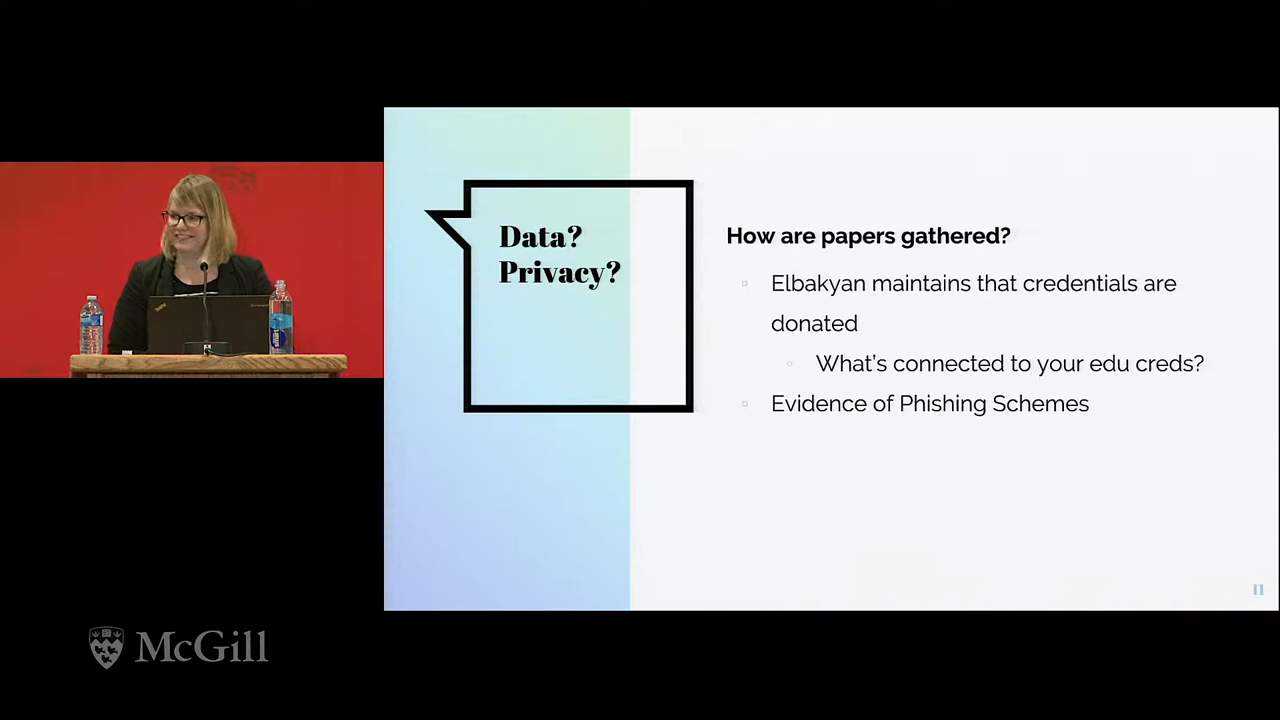 Data?
Privacy?
How are papers gathered?
Elbakyan maintains that credentials are
donated
What's connected to your edu creds?
Evidence of Phishing Schemes
11
McGill